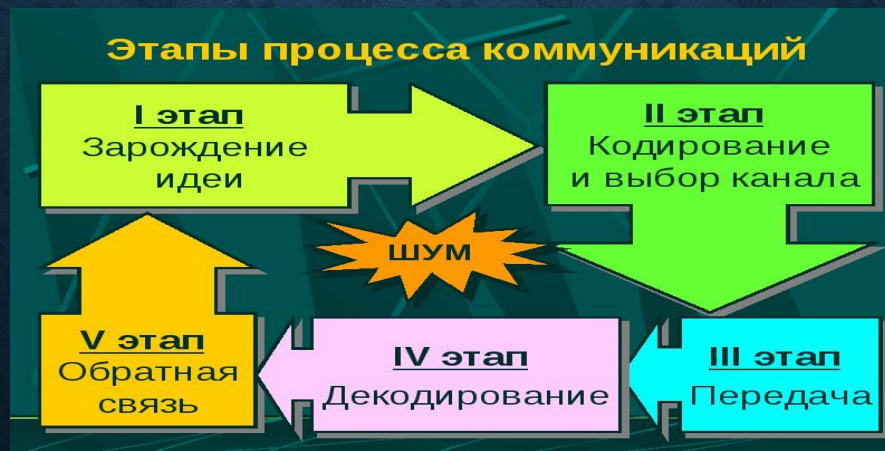 Этапы процесса коммуникаций
I этап
Зарождение
идеи
II этап
Кодирование
и выбор канала
ШУМ
V этап
Обратная
связь
IV этап
Декодирование
III этап
Передача